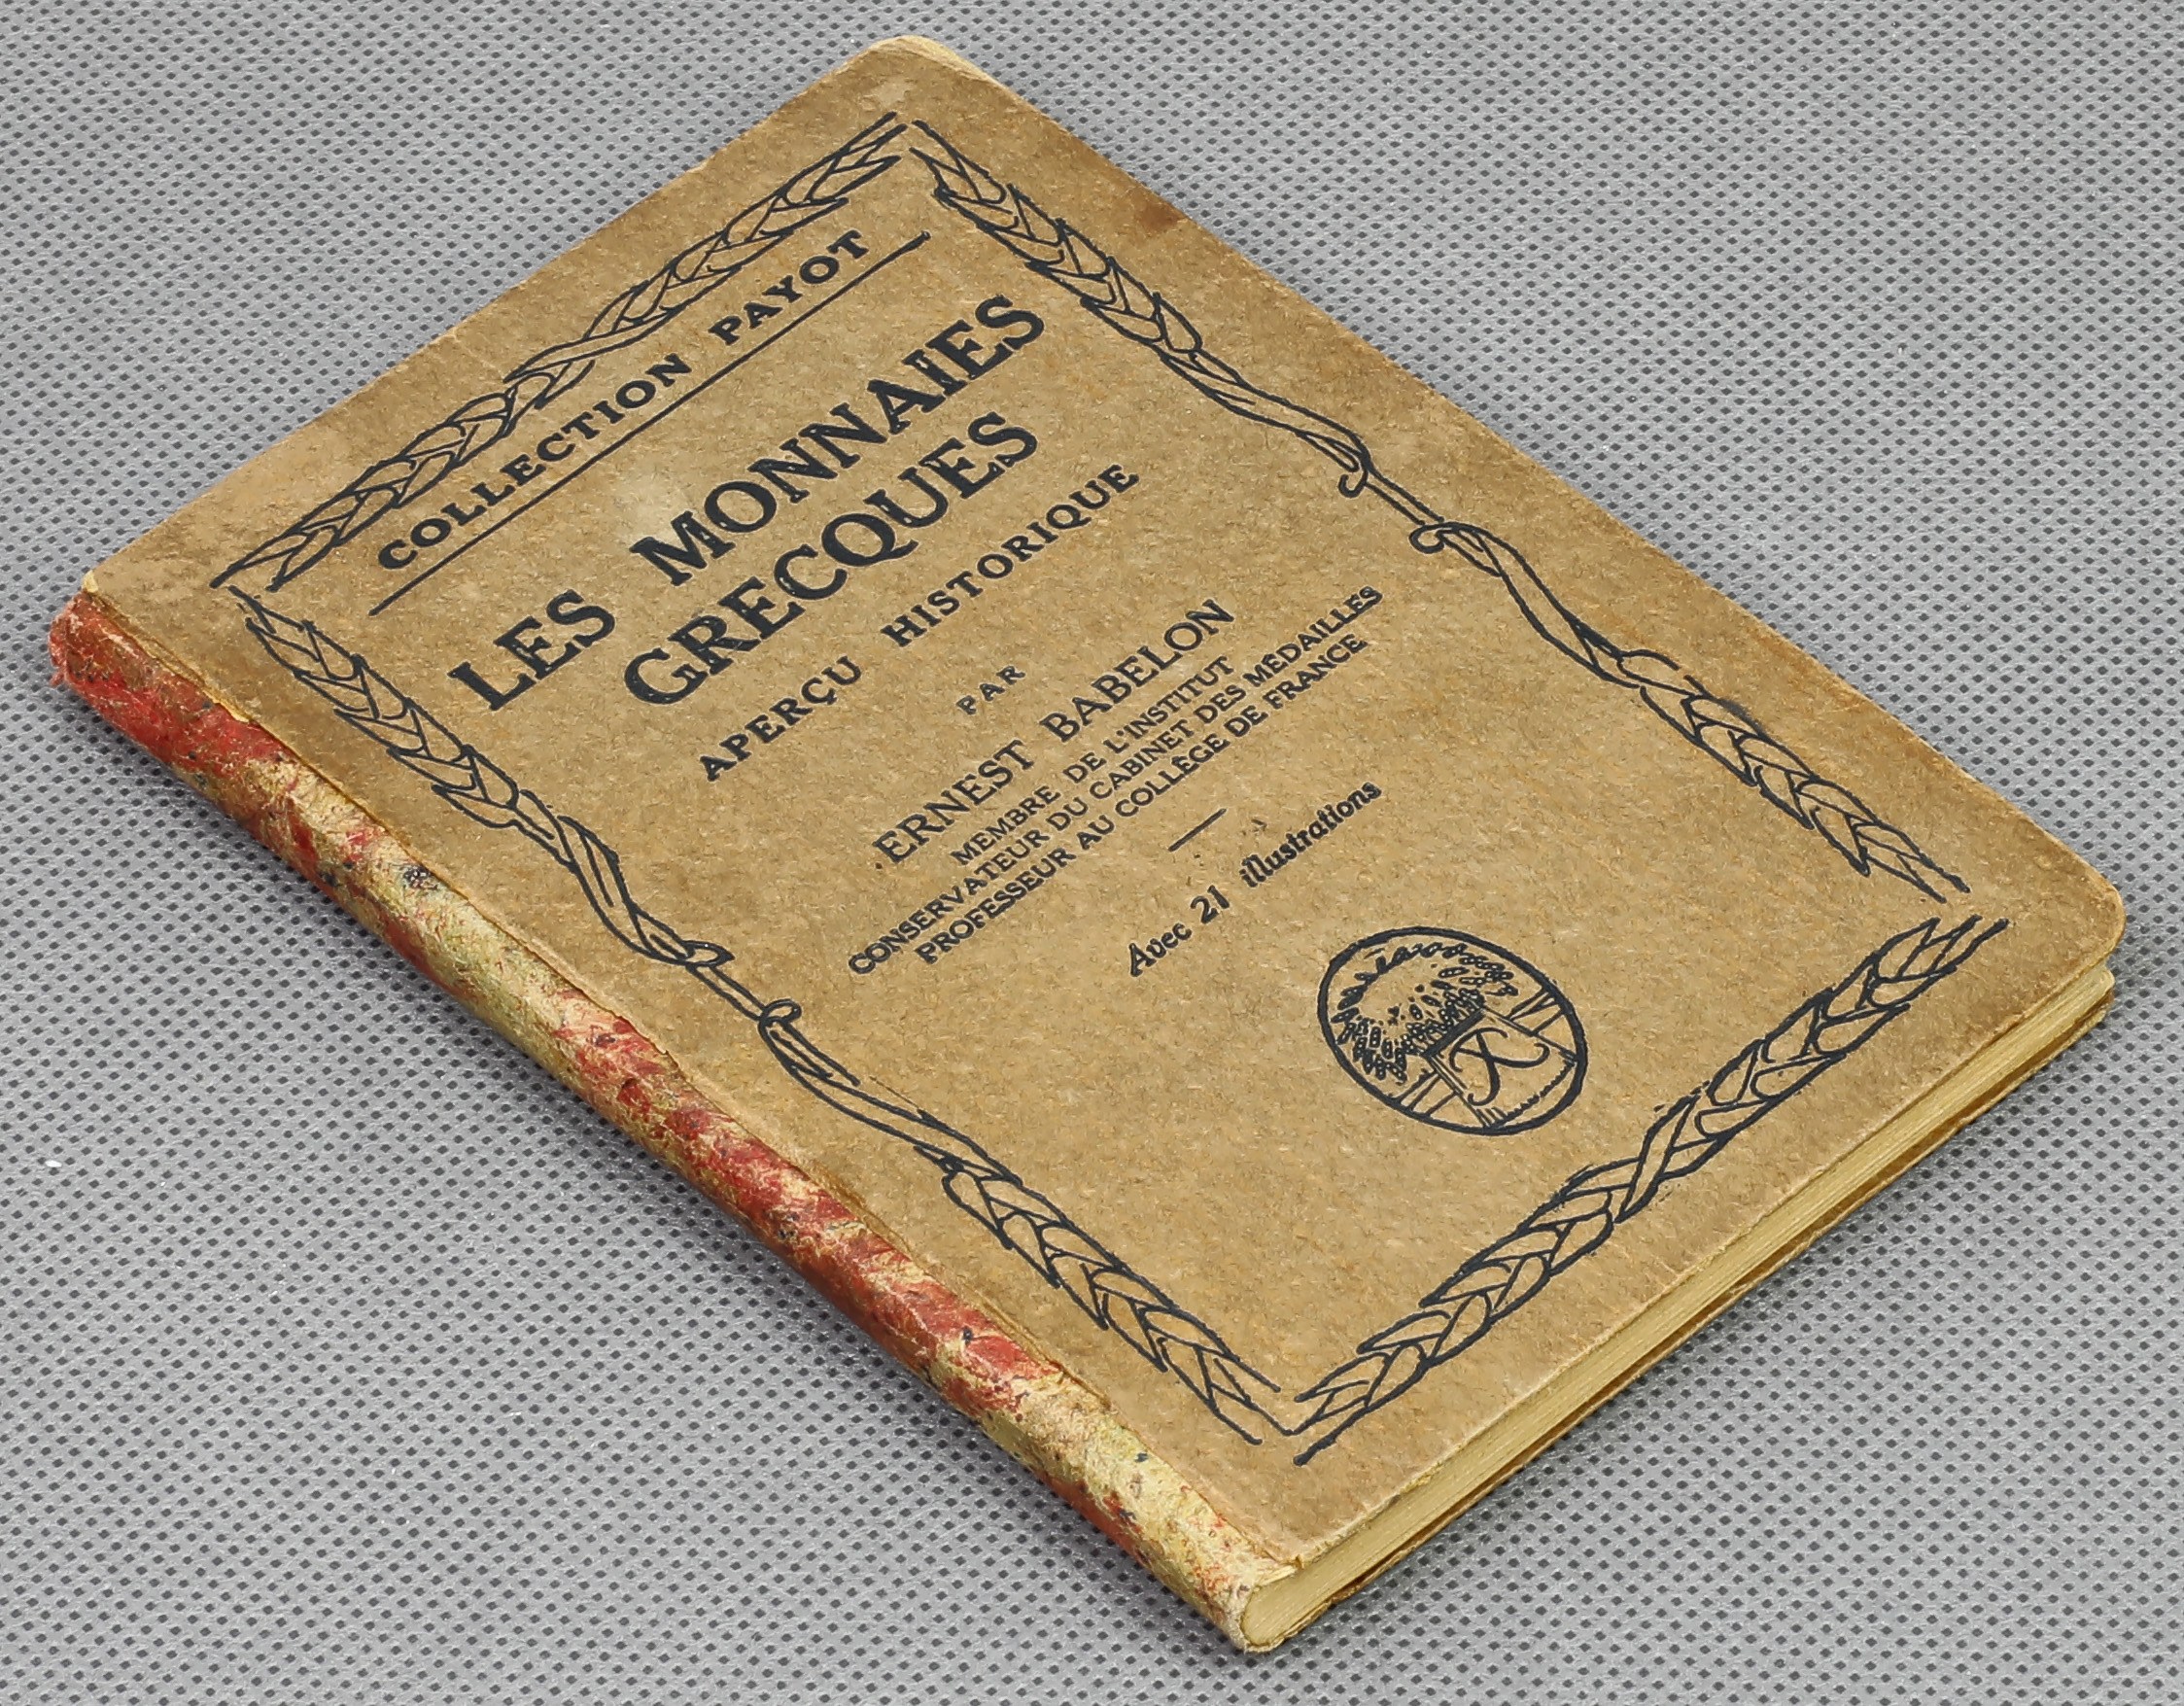 COLLECTION PAYOT
LES MONNAIES
GRECQUES
APERÇU HISTORIQUE
PAR
ERNEST BABELON
MEMBRE DE L'INSTITUT
CONSERVATEUR DU CABINET DES MÉDAILLES
PROFESSEUR AU COLLÈGE DE FRANCE
Avec 21 illustrations